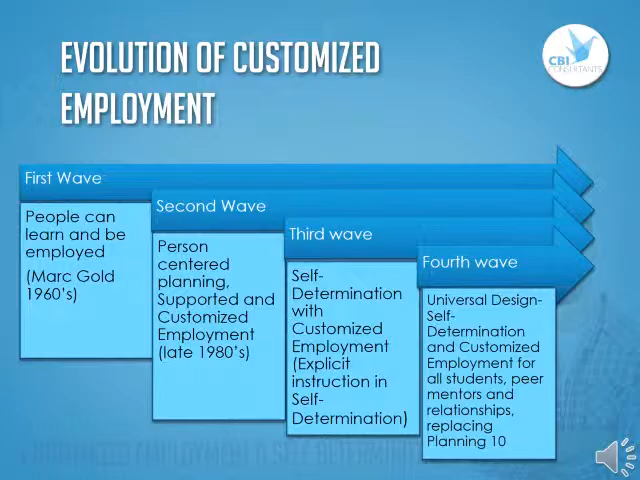 EVOLUTION OF CUSTOMIZED
EMPLOYMENT
CBI
CONSULTANTS
First Wave
People can
learn and be
employed
(Marc Gold
1960's)
Second Wave
Person
centered
planning,
Supported and
Customized
Employment
(late 1980's)
Third wave
Self-
Determination
with
Customized
Employment
(Explicit
instruction in
Self-
Determination)
Fourth wave
Universal Design-
Self-
Determination
and Customized
Employment for
all students, peer
mentors and
relationships,
replacing
Planning 10